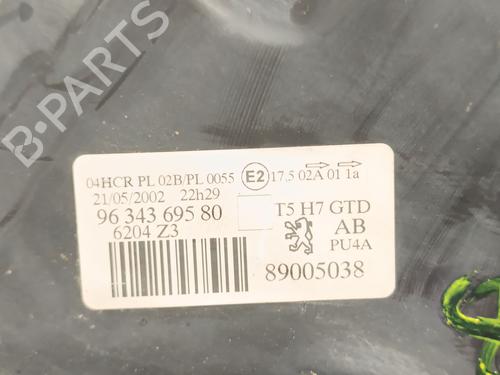 B-PARTS
04HCR PL 02B/PL 0055 E2 17,5 02A 01 1a
21/05/2002 22h29
96 343 695 80 T5 H7 GTD
6204 Z3 AB
PU4A
89005038